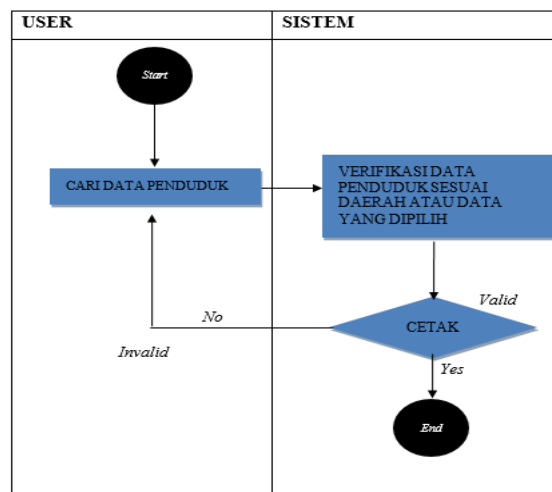 USER
SISTEM
Start
CARI DATA PENDUDUK
VERIFIKASI DATA
PENDUDUK SESUAI
DAERAH ATAU DATA
YANG DIPILIH
Valid
CETAK
No
Invalid
Yes
End